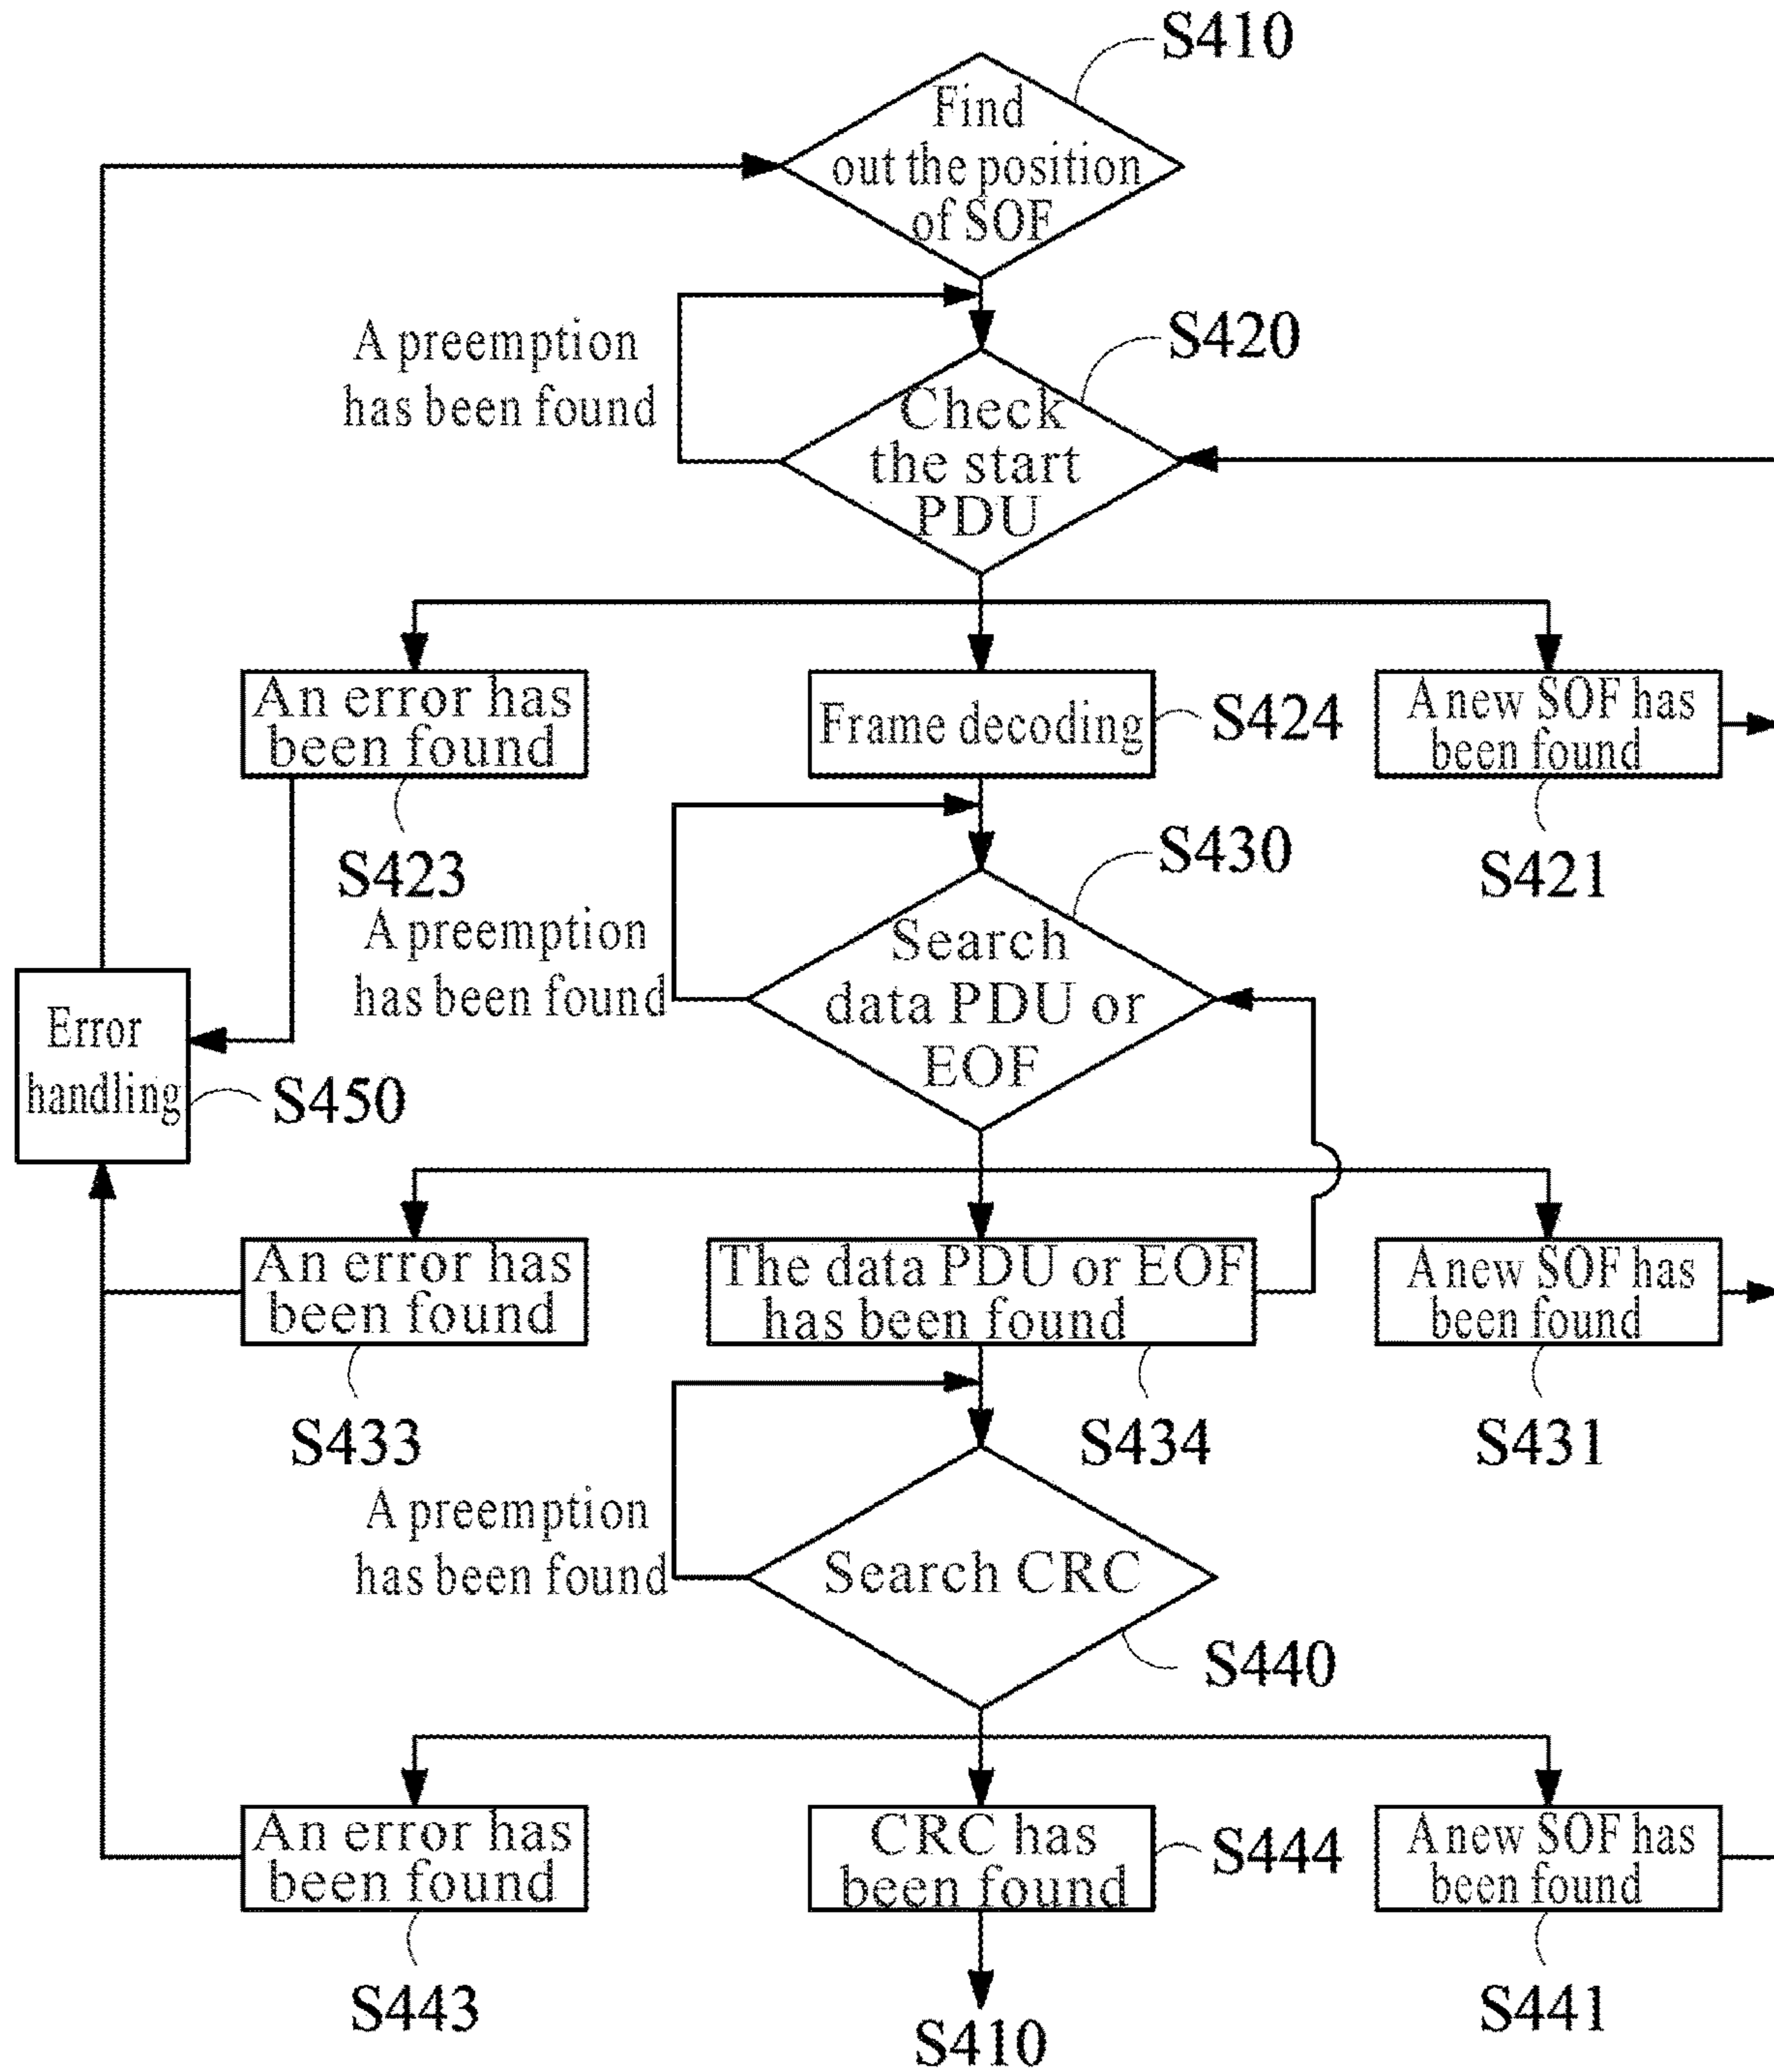 S410
Find
out the position
of SOF
A preemption
has been found
S420
Check
the start
PDU
An error has
been found
S423
Frame decoding
S424
A new SOF has
been found
S421
A preemption
has been found
S430
Search
data PDU or
EOF
Error
handling
S450
An error has
been found
S433
The data PDU or EOF
has been found
S434
A new SOF has
been found
S431
A preemption
has been found
Search CRC
S440
An error has
been found
S443
CRC has
been found
S444
A new SOF has
been found
S441
S410